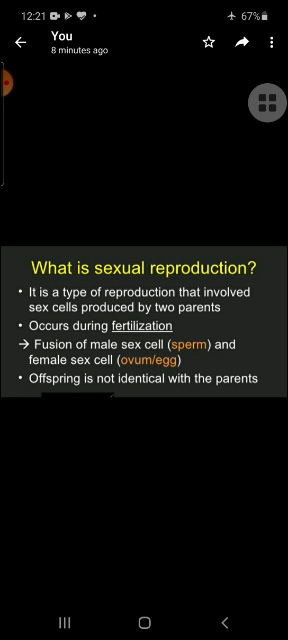 12:21
67%
You
8 minutes ago
What is sexual reproduction?
• It is a type of reproduction that involved
sex cells produced by two parents
• Occurs during fertilization
→ Fusion of male sex cell (sperm) and
female sex cell (ovum/egg)
• Offspring is not identical with the parents